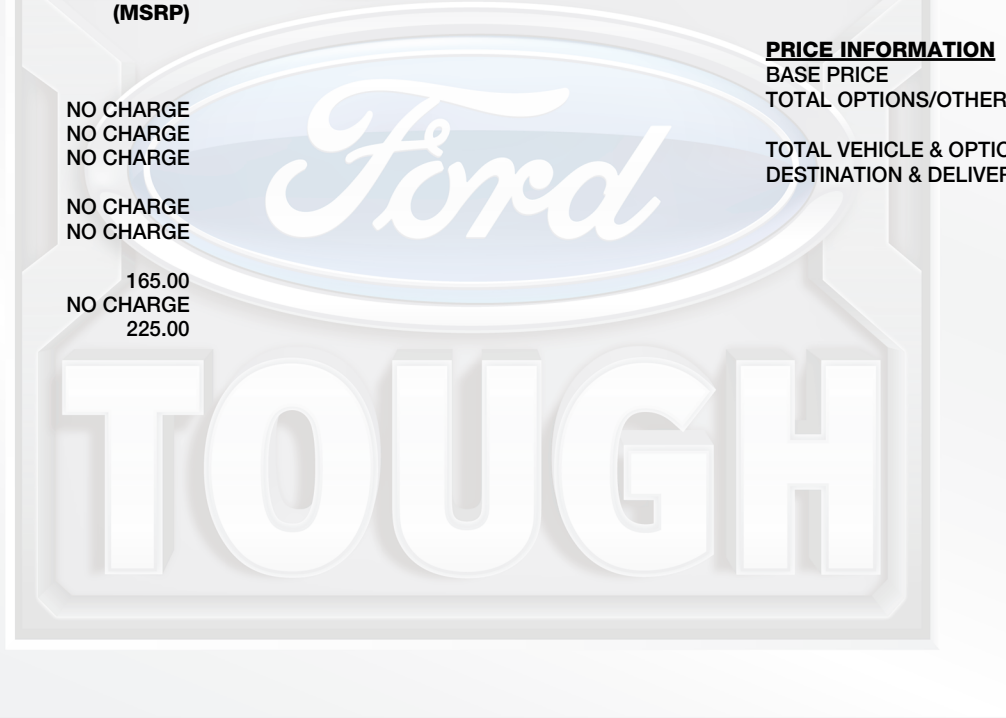 (MSRP)
NO CHARGE
NO CHARGE
NO CHARGE
NO CHARGE
NO CHARGE
165.00
NO CHARGE
225.00
PRICE INFORMATION
BASE PRICE
TOTAL OPTIONS/OTHER
TOTAL VEHICLE & OPTIO
DESTINATION & DELIVER
Ford
TOUGH